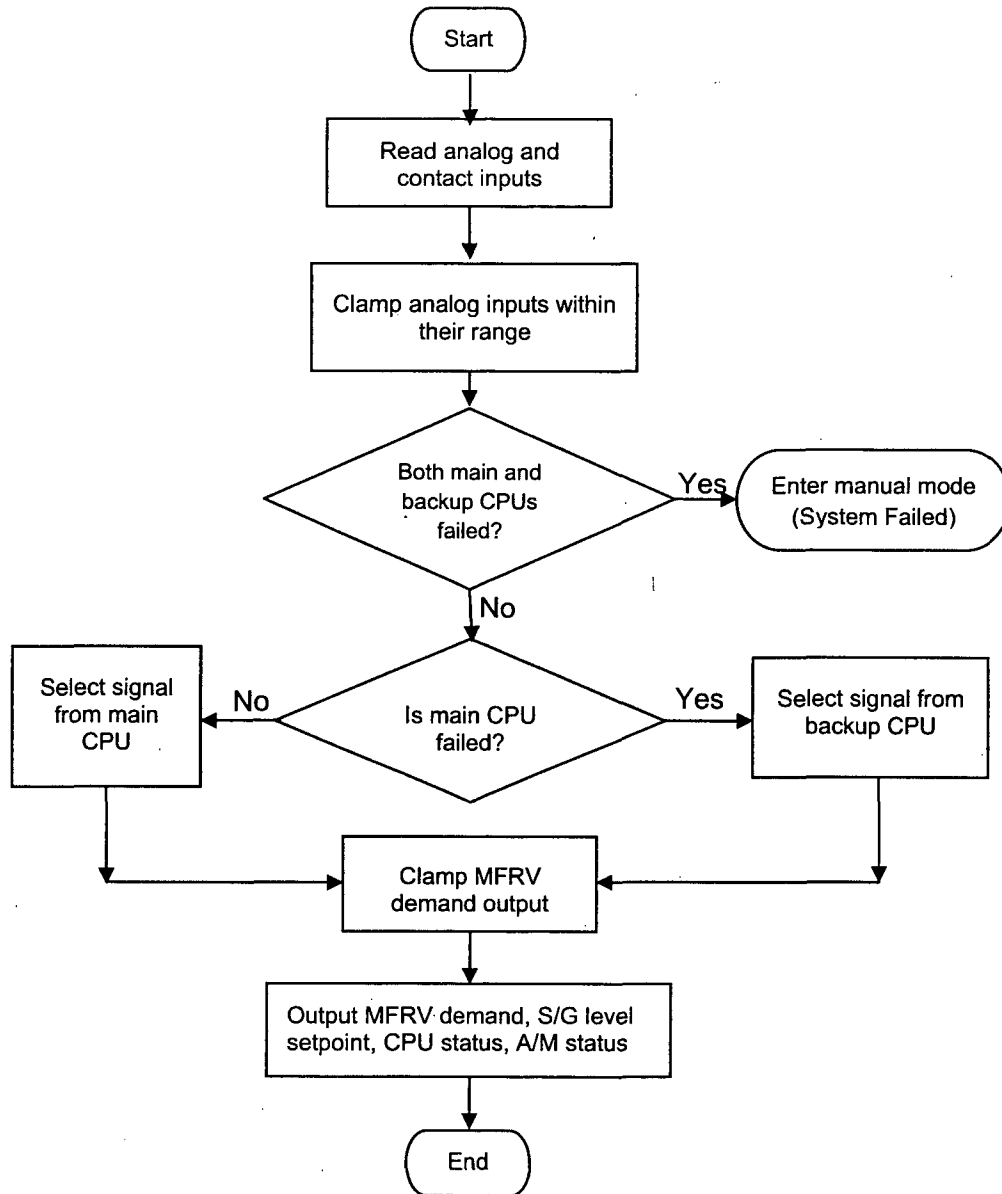 Start
Read analog and
contact inputs
Clamp analog inputs within
their range
Both main and
backup CPUs
failed?
Yes
Enter manual mode
(System Failed)
No
Select signal
from main
CPU
No
Is main CPU
failed?
Yes
Select signal from
backup CPU
Clamp MFRV
demand output
Output MFRV demand, S/G level
setpoint, CPU status, A/M status
End